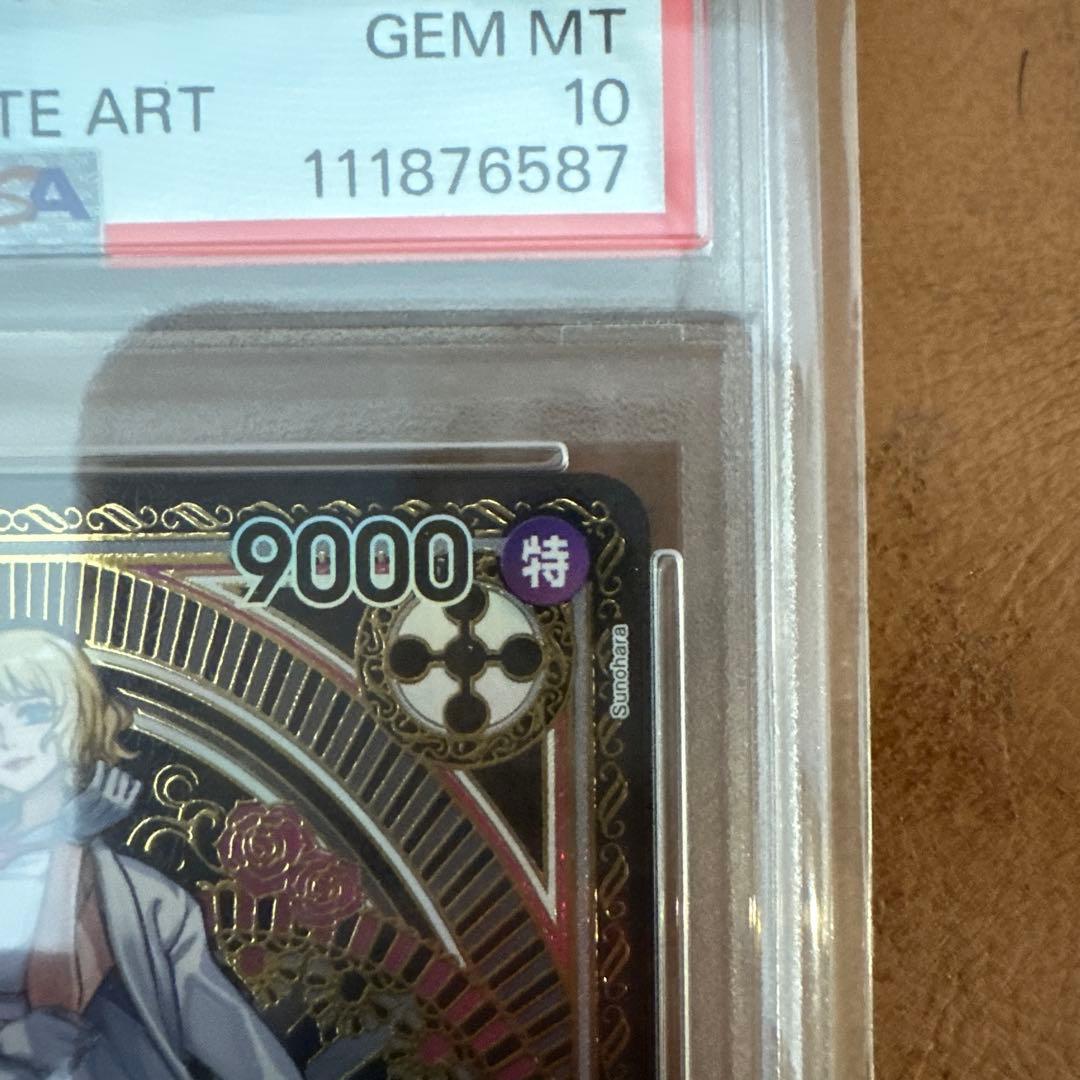 GEM MT
TE ART 10
SA 111876587
9000 特
Sunohara